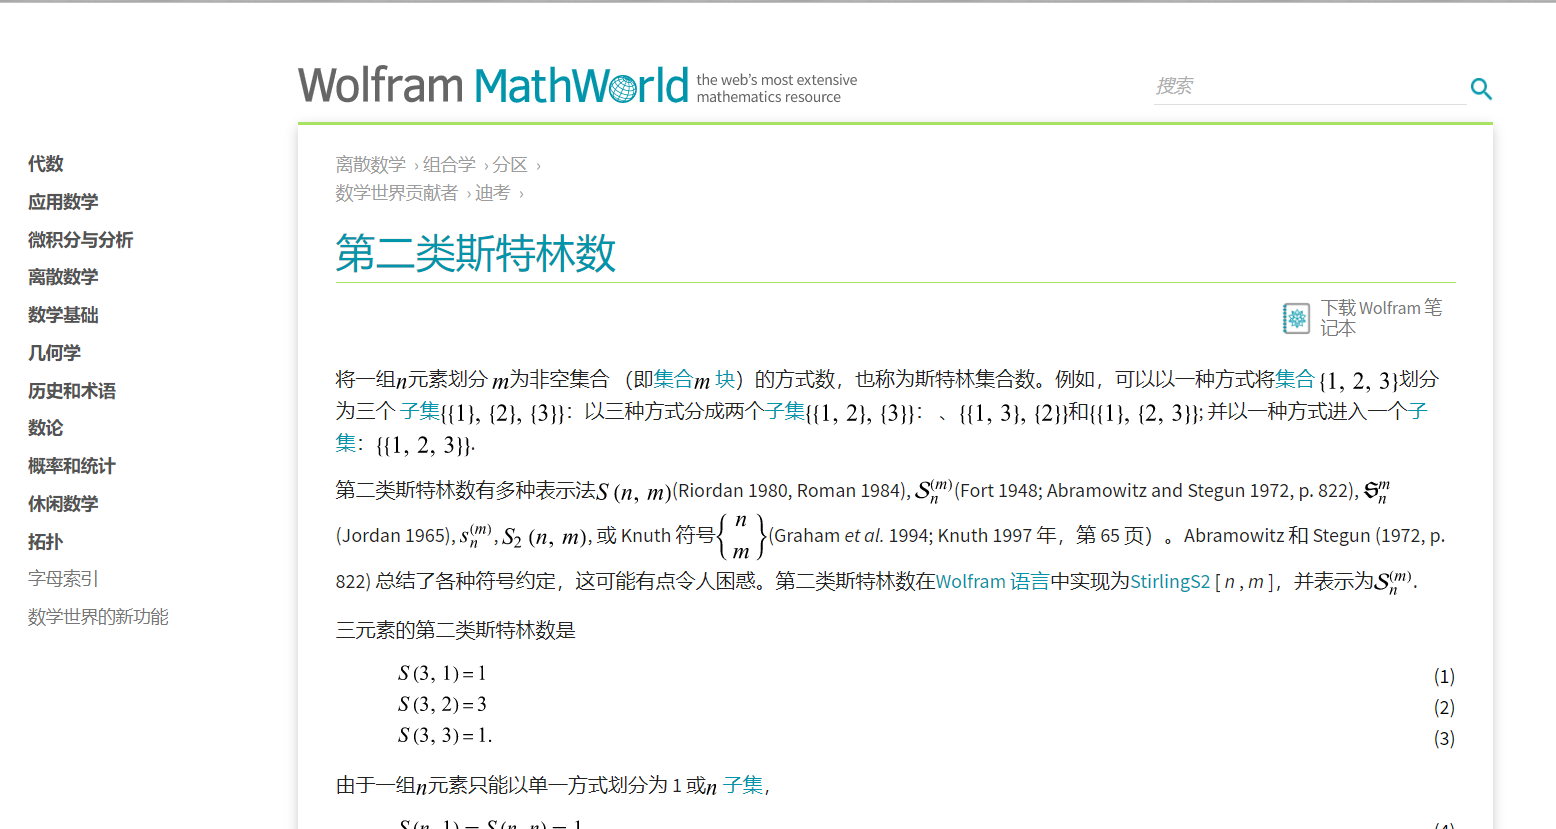 Wolfram MathWorld the web's most extensive
mathematics resource
搜索
代数
应用数学
微积分与分析
离散数学
数学基础
几何学
历史和术语
数论
概率和统计
休闲数学
拓扑
字母索引
数学世界的新功能
离散数学 › 组合学 › 分区 ›
数学世界贡献者 › 迪考 ›
第二类斯特林数
下载 Wolfram 笔
记本
将一组n元素划分m为非空集合 （即集合m 块）的方式数，也称为斯特林集合数。例如，可以以一种方式将集合{1, 2, 3}划分
为三个 子集{{1}, {2}, {3}}：以三种方式分成两个子集{{1, 2}, {3}}： 、{{1, 3}, {2}}和{{1}, {2, 3}}; 并以一种方式进入一个子
集：{{1, 2, 3}}.
第二类斯特林数有多种表示法S (n, m)(Riordan 1980, Roman 1984), 𝒮_n^(m)(Fort 1948; Abramowitz and Stegun 1972, p. 822), 𝕾_n^m
(Jordan 1965), s_n^(m), S_2 (n, m), 或 Knuth 符号{n m}(Graham et al. 1994; Knuth 1997 年，第 65 页）。Abramowitz 和 Stegun (1972, p.
822) 总结了各种符号约定，这可能有点令人困惑。第二类斯特林数在Wolfram 语言中实现为StirlingS2 [ n , m ]，并表示为𝒮_n^(m).
三元素的第二类斯特林数是
S (3, 1) = 1 (1)
S (3, 2) = 3 (2)
S (3, 3) = 1. (3)
由于一组n元素只能以单一方式划分为 1 或n 子集，
S (n, 1) = S (n, n) = 1 (4)